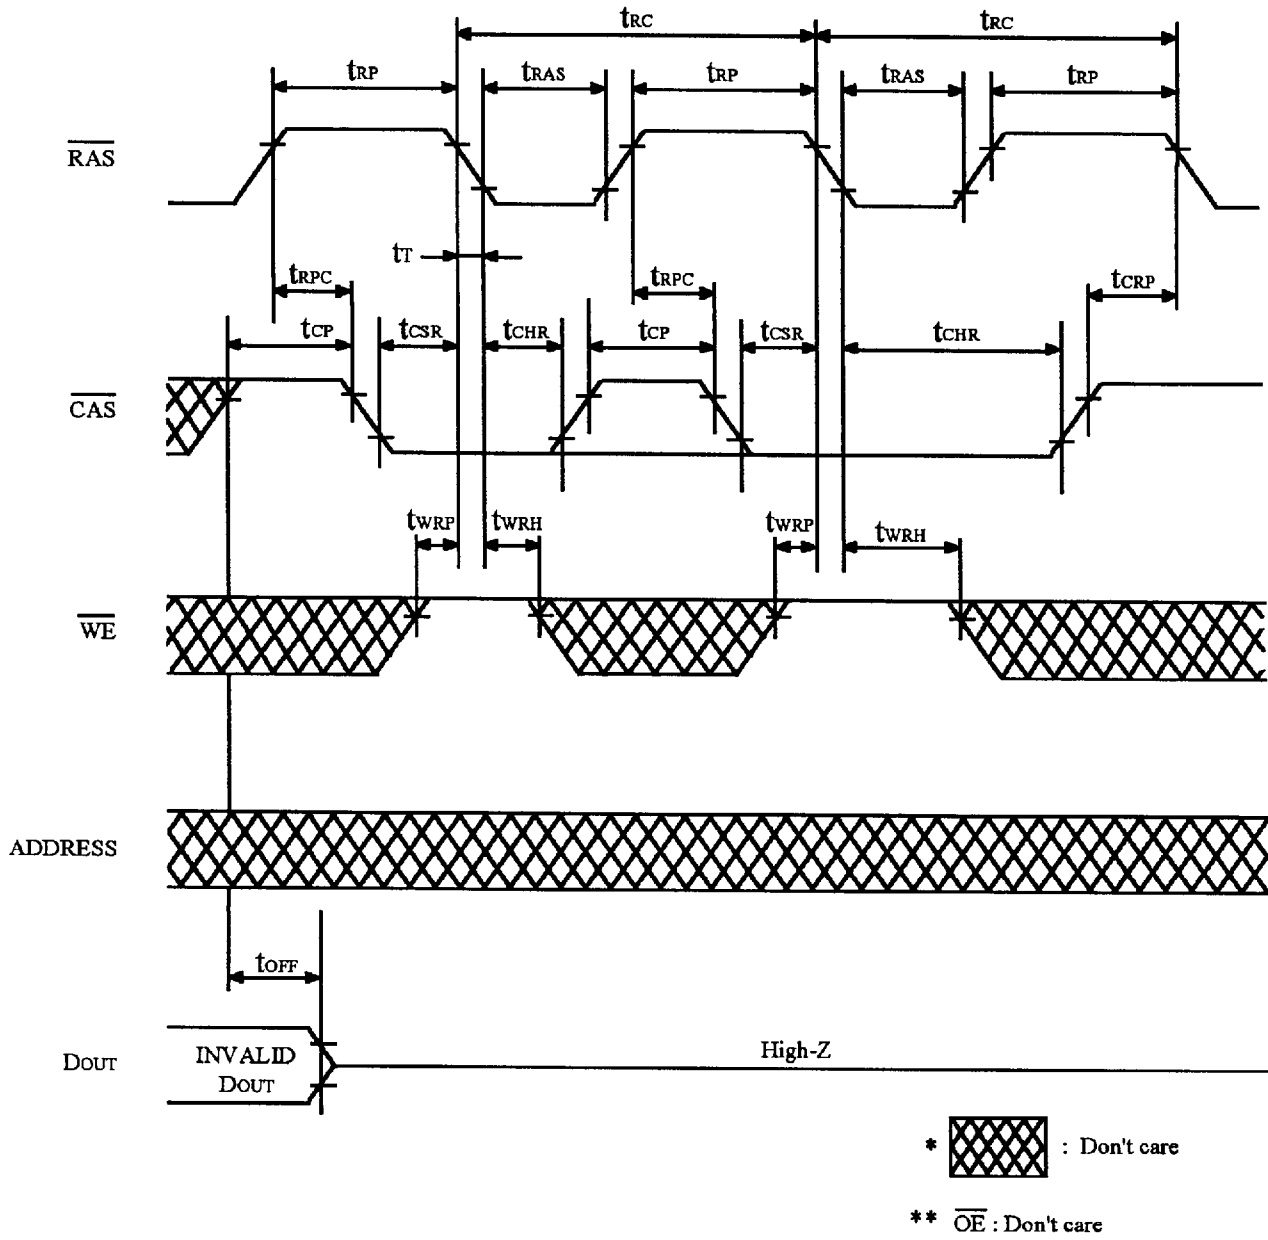 tRC tRC
tRP tRAS tRP tRAS tRP
RAS
tT
tRPC tRPC tCRP
tCP tCSR tCHR tCP tCSR tCHR
CAS
tWRP tWRH tWRP tWRH
WE
ADDRESS
tOFF
DOUT
INVALID
DOUT
High-Z
* : Don't care
** OE : Don't care